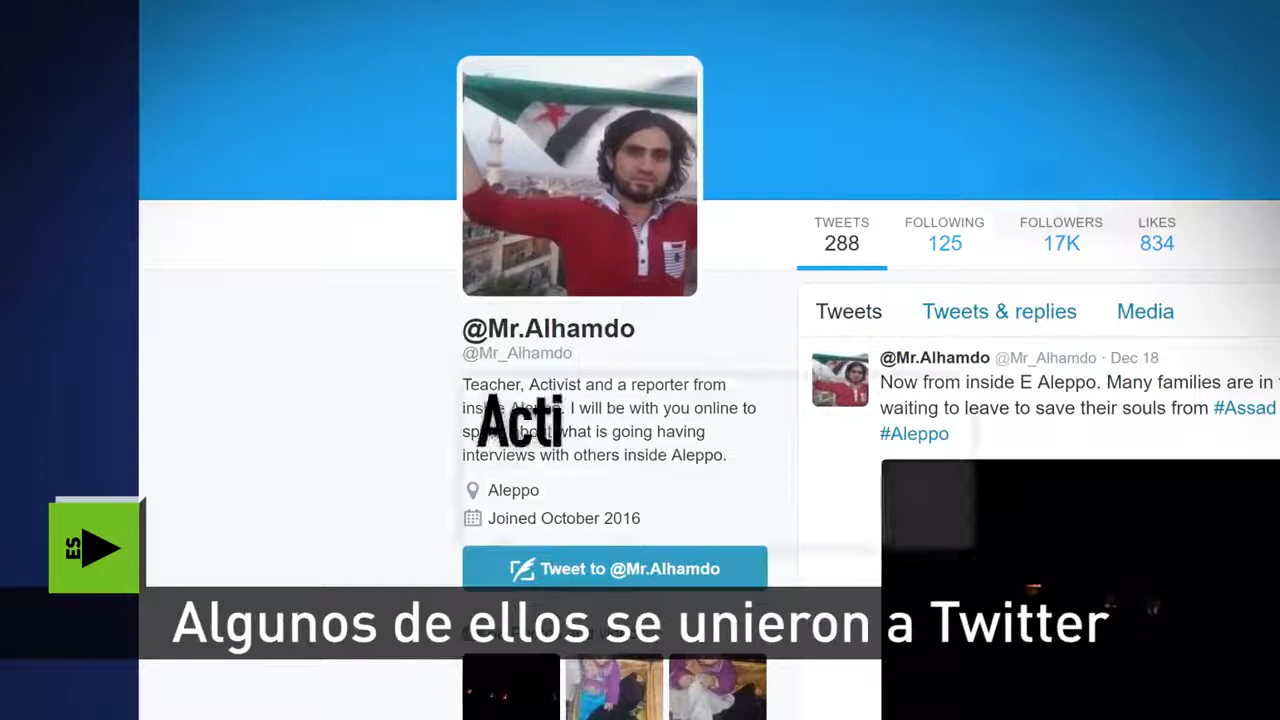 TWEETS FOLLOWING FOLLOWERS LIKES
288 125 17K 834
@Mr.Alhamdo
@Mr_Alhamdo
Teacher, Activist and a reporter from
inside Aleppo. I will be with you online to
about what is going having
interviews with others inside Aleppo.
Acti
Aleppo
Joined October 2016
Tweet to @Mr.Alhamdo
Tweets Tweets & replies Media
@Mr.Alhamdo @Mr_Alhamdo · Dec 18
Now from inside E Aleppo. Many families are in
waiting to leave to save their souls from #Assad
#Aleppo
ES
Algunos de ellos se unieron a Twitter